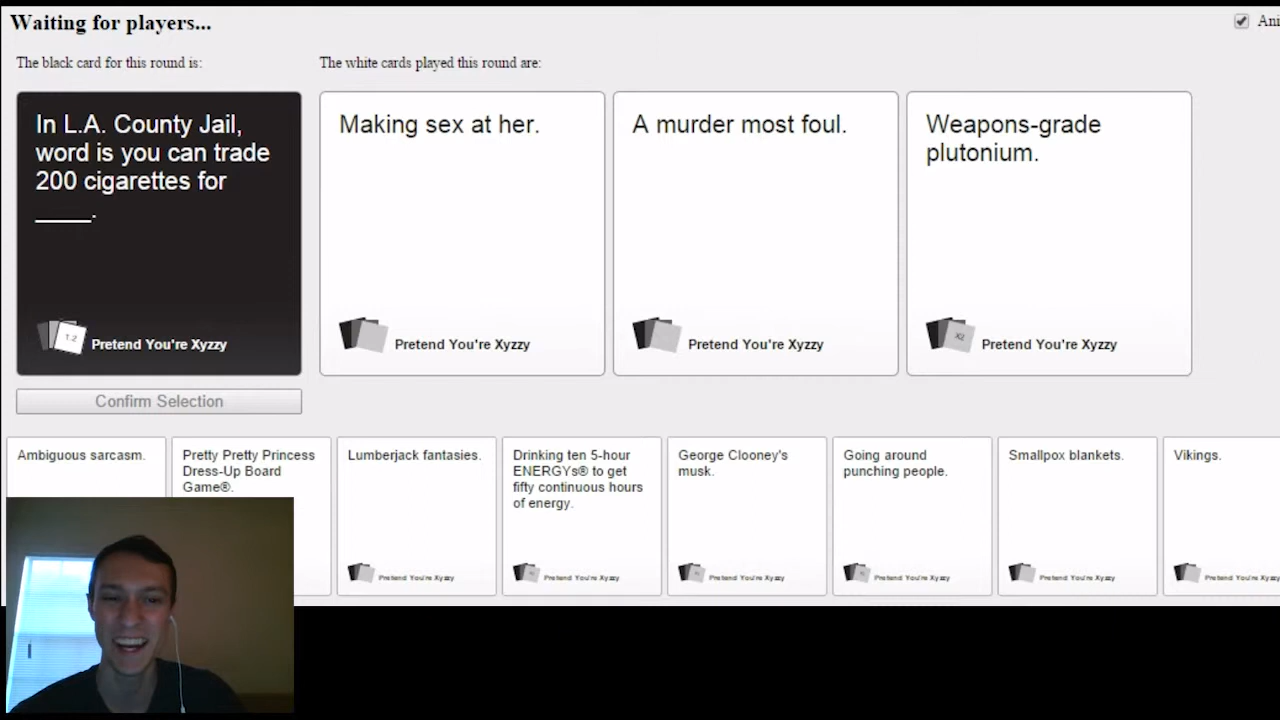 Waiting for players...
Ani
The black card for this round is:
The white cards played this round are:
In L.A. County Jail,
word is you can trade
200 cigarettes for
_____.
1.2
Pretend You're Xyzzy
Making sex at her.
Pretend You're Xyzzy
A murder most foul.
Pretend You're Xyzzy
Weapons-grade
plutonium.
Pretend You're Xyzzy
Confirm Selection
Ambiguous sarcasm.
Pretty Pretty Princess
Dress-Up Board
Game®.
Lumberjack fantasies.
Pretend You're Xyzzy
Drinking ten 5-hour
ENERGYs® to get
fifty continuous hours
of energy.
Pretend You're Xyzzy
George Clooney's
musk.
Pretend You're Xyzzy
Going around
punching people.
Pretend You're Xyzzy
Smallpox blankets.
Pretend You're Xyzzy
Vikings.
Pretend You're Xyzzy